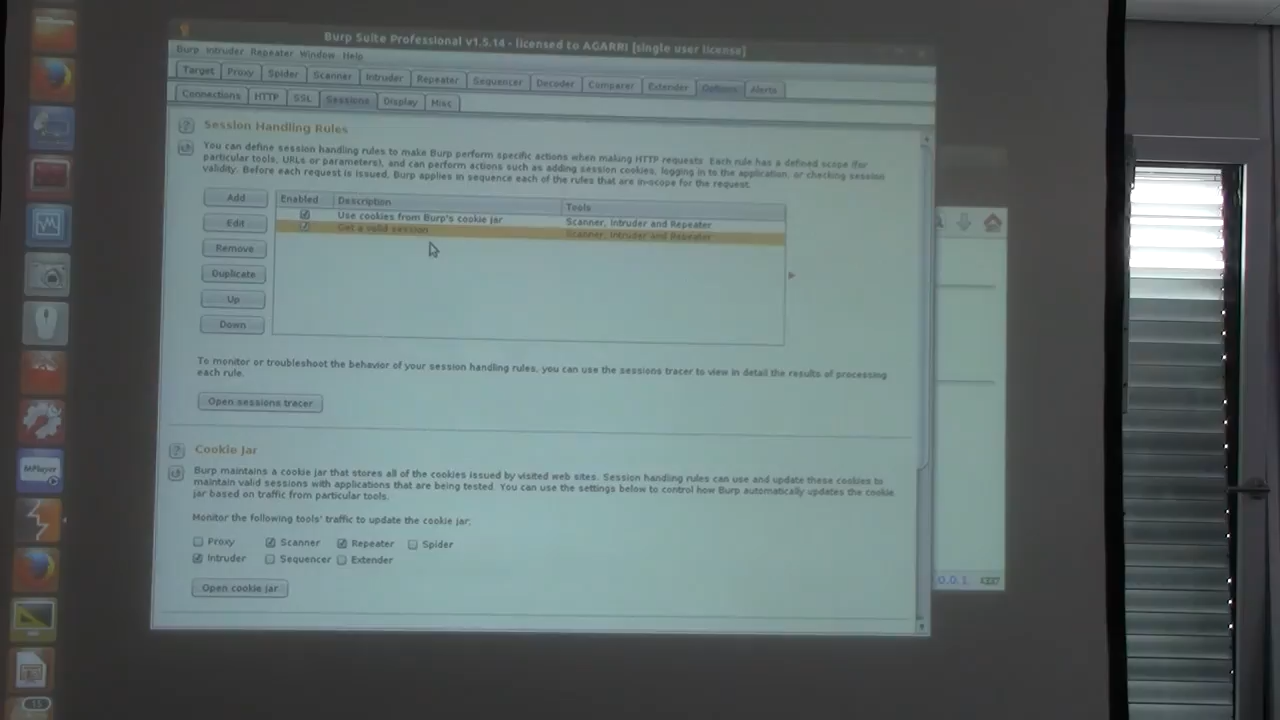 Burp Suite Professional v1.5.14 - licensed to AGARRI [single user license]
Burp Intruder Repeater Window Help
Target Proxy Spider Scanner Intruder Repeater Sequencer Decoder Comparer Extender Options Alerts
Connections HTTP SSL Sessions Display Misc
? Session Handling Rules
You can define session handling rules to make Burp perform specific actions when making HTTP requests. Each rule has a defined scope (for
particular tools, URLs or parameters), and can perform actions such as adding session cookies, logging in to the application, or checking session
validity. Before each request is issued, Burp applies in sequence each of the rules that are in-scope for the request.
Add
Edit
Remove
Duplicate
Up
Down
Enabled Description Tools
Use cookies from Burp's cookie jar Scanner, Intruder and Repeater
Get a valid session Scanner, Intruder and Repeater
To monitor or troubleshoot the behavior of your session handling rules, you can use the sessions tracer to view in detail the results of processing
each rule.
Open sessions tracer
? Cookie Jar
Burp maintains a cookie jar that stores all of the cookies issued by visited web sites. Session handling rules can use and update these cookies to
maintain valid sessions with applications that are being tested. You can use the settings below to control how Burp automatically updates the cookie
jar based on traffic from particular tools.
Monitor the following tools' traffic to update the cookie jar:
Proxy Scanner Repeater Spider
Intruder Sequencer Extender
Open cookie jar
.0.0.1
MPlayer
15